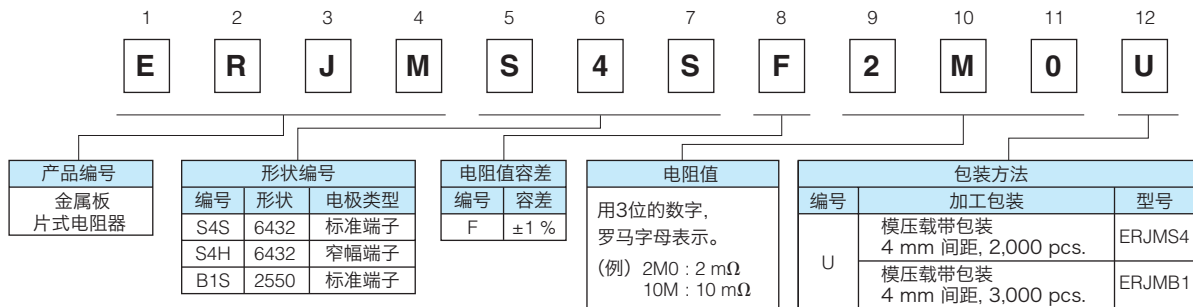 1 2 3 4 5 6 7 8 9 10 11 12
E R J M S 4 S F 2 M 0 U
产品编号
金属板
片式电阻器
形状编号
编号 形状 电极类型
S4S 6432 标准端子
S4H 6432 窄幅端子
B1S 2550 标准端子
电阻值容差
编号 容差
F ±1 %
电阻值
用3位的数字，
罗马字母表示。
（例）2M0 : 2 mΩ
10M : 10 mΩ
包装方法
编号 加工包装 型号
U
模压载带包装
4 mm 间距, 2,000 pcs.
ERJMS4
模压载带包装
4 mm 间距, 3,000 pcs.
ERJMB1